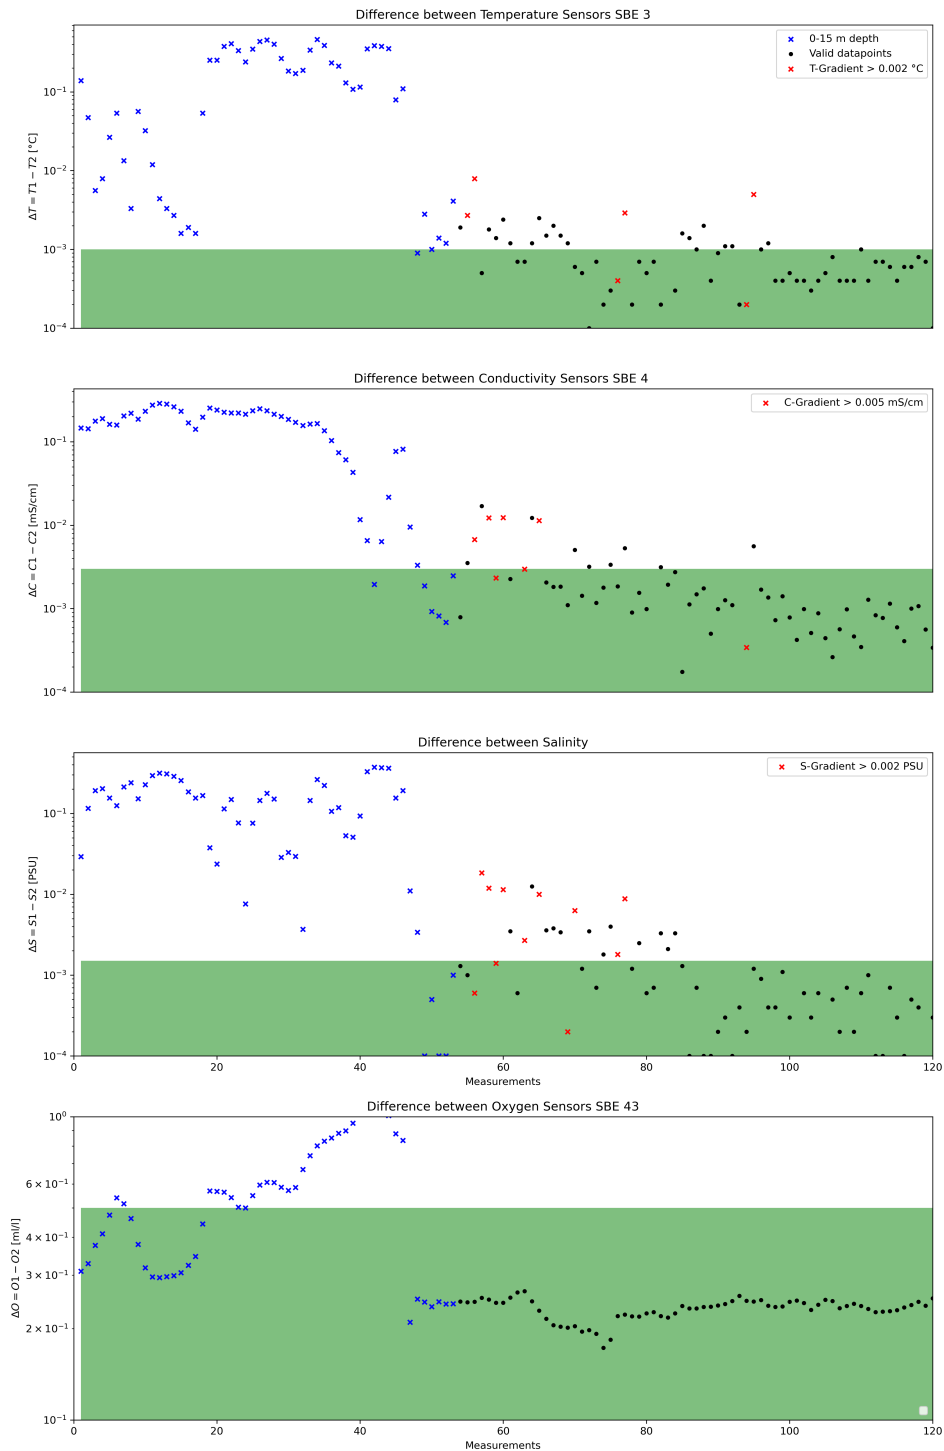 Difference between Temperature Sensors SBE 3
0-15 m depth
Valid datapoints
T-Gradient > 0.002 °C
10⁻¹
10⁻²
10⁻³
10⁻⁴
ΔT = T1 − T2 [°C]
Difference between Conductivity Sensors SBE 4
C-Gradient > 0.005 mS/cm
10⁻¹
10⁻²
10⁻³
10⁻⁴
ΔC = C1 − C2 [mS/cm]
Difference between Salinity
S-Gradient > 0.002 PSU
10⁻¹
10⁻²
10⁻³
10⁻⁴
ΔS = S1 − S2 [PSU]
0 20 40 60 80 100 120
Measurements
Difference between Oxygen Sensors SBE 43
10⁰
6 × 10⁻¹
4 × 10⁻¹
3 × 10⁻¹
2 × 10⁻¹
10⁻¹
ΔO = O1 − O2 [ml/l]
0 20 40 60 80 100 120
Measurements